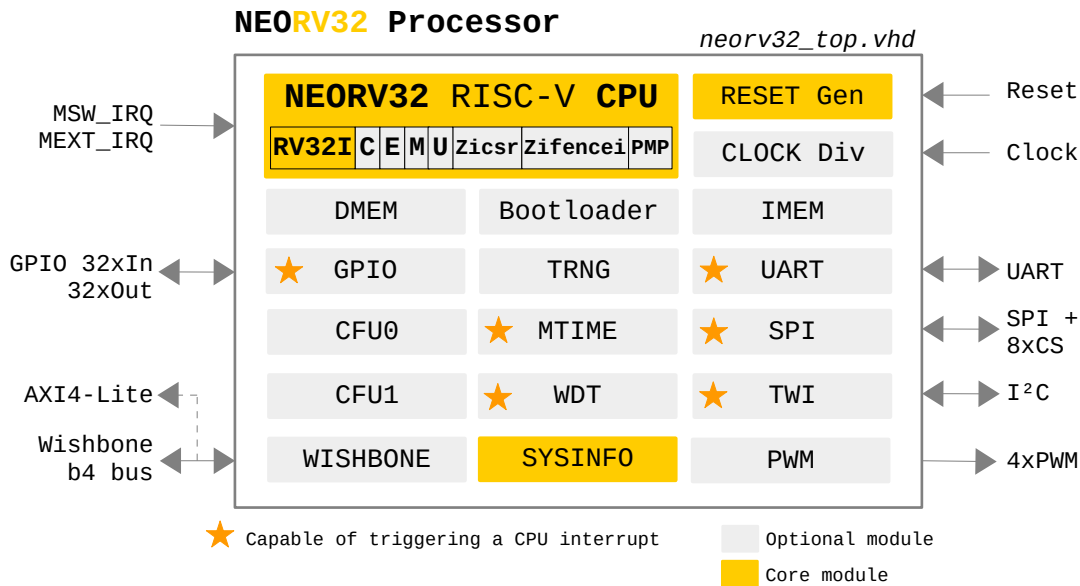 NEORV32 Processor
neorv32_top.vhd
NEORV32 RISC-V CPU
RV32I C E M U Zicsr Zifencei PMP
RESET Gen
CLOCK Div
MSW_IRQ
MEXT_IRQ
Reset
Clock
DMEM Bootloader IMEM
GPIO 32xIn
32xOut
GPIO TRNG UART
UART
CFU0 MTIME SPI
SPI +
8xCS
AXI4-Lite
CFU1 WDT TWI
I²C
Wishbone
b4 bus
WISHBONE SYSINFO PWM
4xPWM
Capable of triggering a CPU interrupt
Optional module
Core module